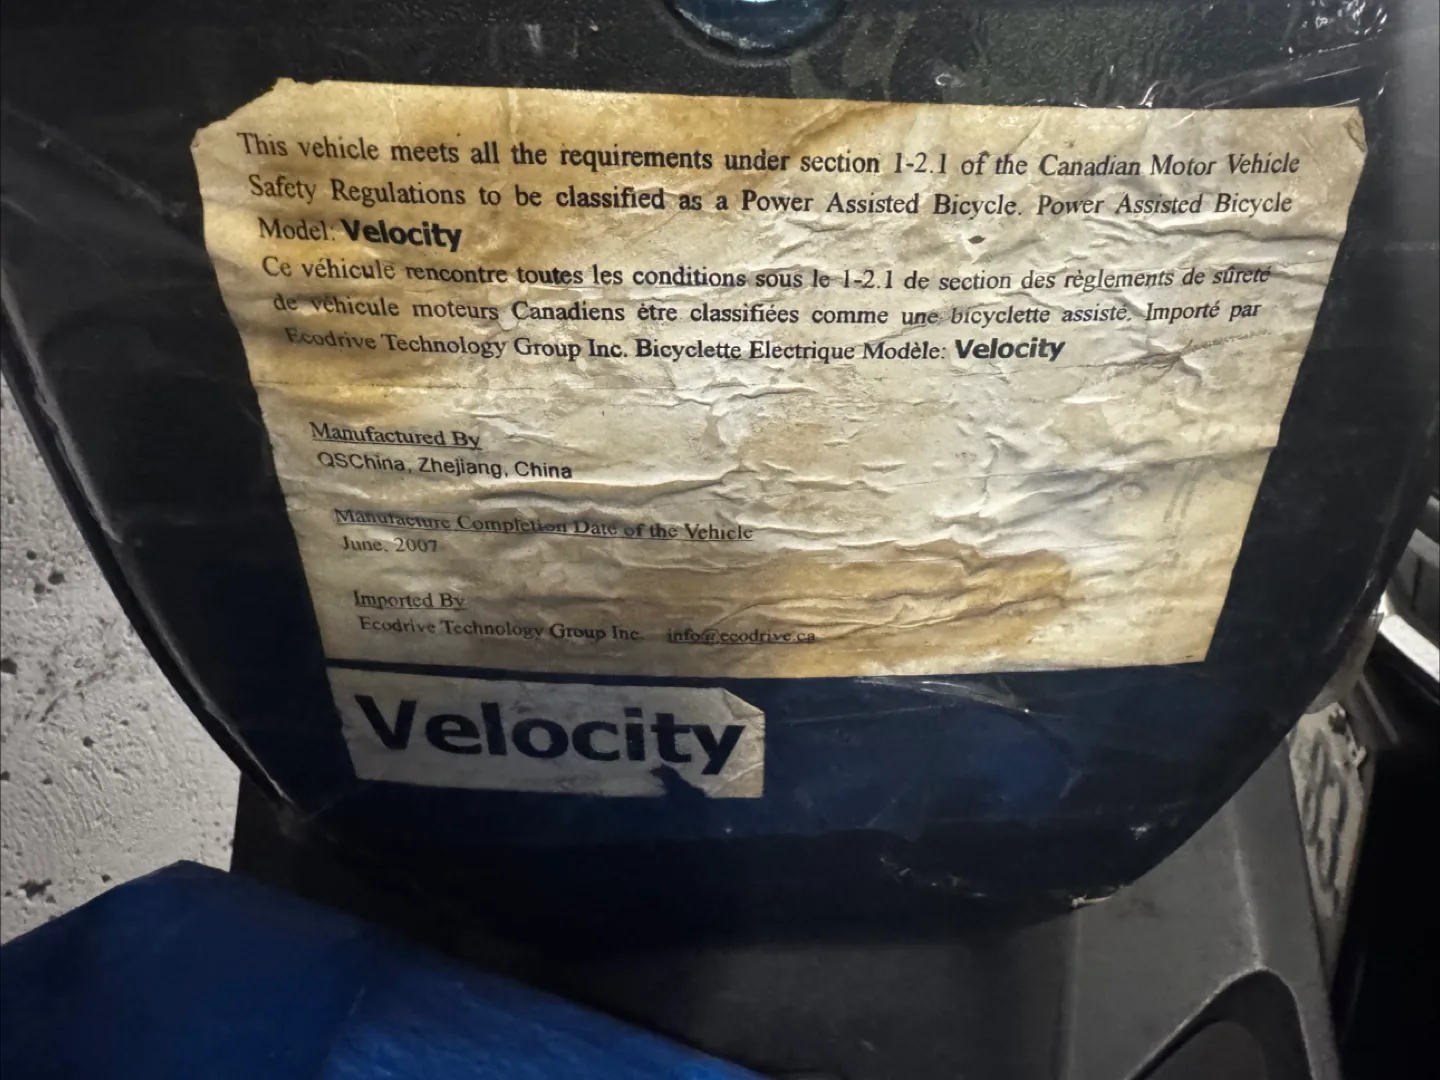 This vehicle meets all the requirements under section 1-2.1 of the Canadian Motor Vehicle
Safety Regulations to be classified as a Power Assisted Bicycle. Power Assisted Bicycle
Model: Velocity
Ce véhicule rencontre toutes les conditions sous le 1-2.1 de section des règlements de sûreté
de véhicule moteurs Canadiens être classifiées comme une bicyclette assisté. Importé par
Ecodrive Technology Group Inc. Bicyclette Electrique Modèle: Velocity
Manufactured By
QSChina, Zhejiang, China
Manufacture Completion Date of the Vehicle
June, 2007
Imported By
Ecodrive Technology Group Inc. info@ecodrive.ca
Velocity